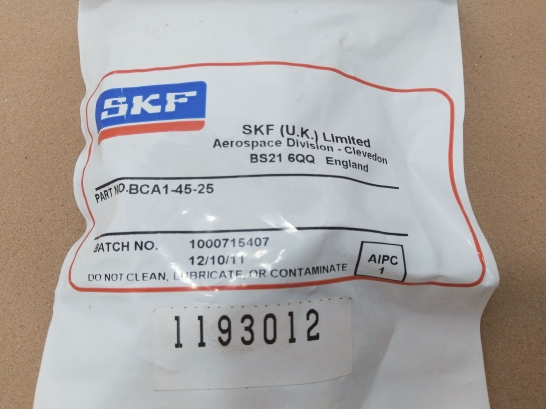 SKF
SKF (U.K.) Limited
Aerospace Division - Clevedon
BS21 6QQ England
PART NO. BCA1-45-25
BATCH NO. 1000715407
12/10/11
DO NOT CLEAN, LUBRICATE, OR CONTAMINATE
AIPC
1
1193012